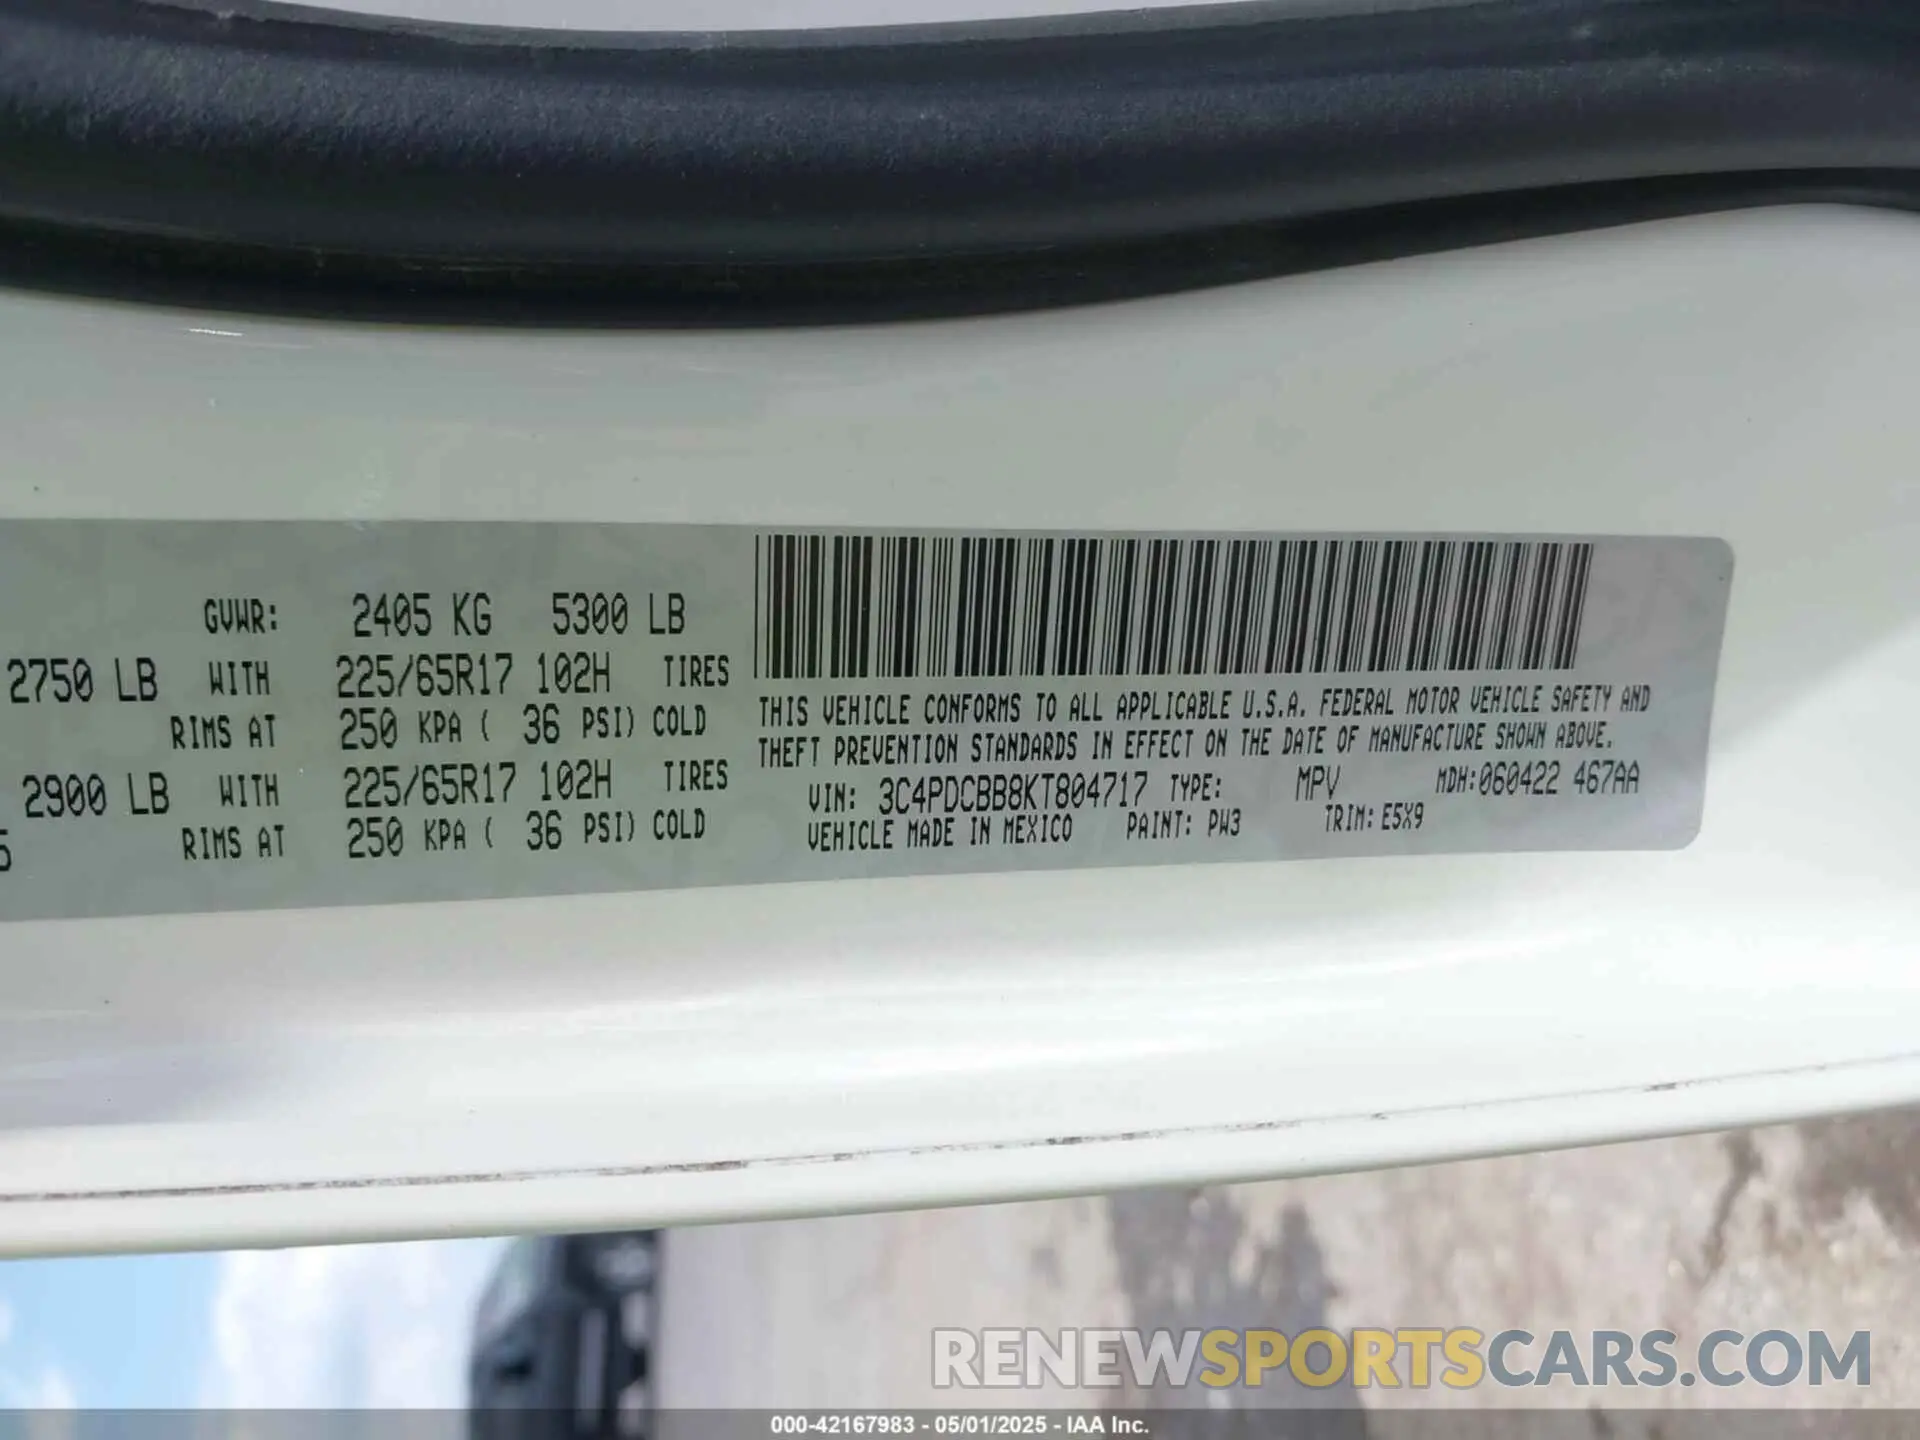 GVWR: 2405 KG 5300 LB
2750 LB WITH 225/65R17 102H TIRES
RIMS AT 250 KPA ( 36 PSI) COLD
2900 LB WITH 225/65R17 102H TIRES
5 RIMS AT 250 KPA ( 36 PSI) COLD
THIS VEHICLE CONFORMS TO ALL APPLICABLE U.S.A. FEDERAL MOTOR VEHICLE SAFETY AND
THEFT PREVENTION STANDARDS IN EFFECT ON THE DATE OF MANUFACTURE SHOWN ABOVE.
VIN: 3C4PDCBB8KT804717 TYPE: MPV MDH:060422 467AA
VEHICLE MADE IN MEXICO PAINT: PW3 TRIM: E5X9
RENEWSPORTSCARS.COM
000-42167983 - 05/01/2025 - IAA Inc.